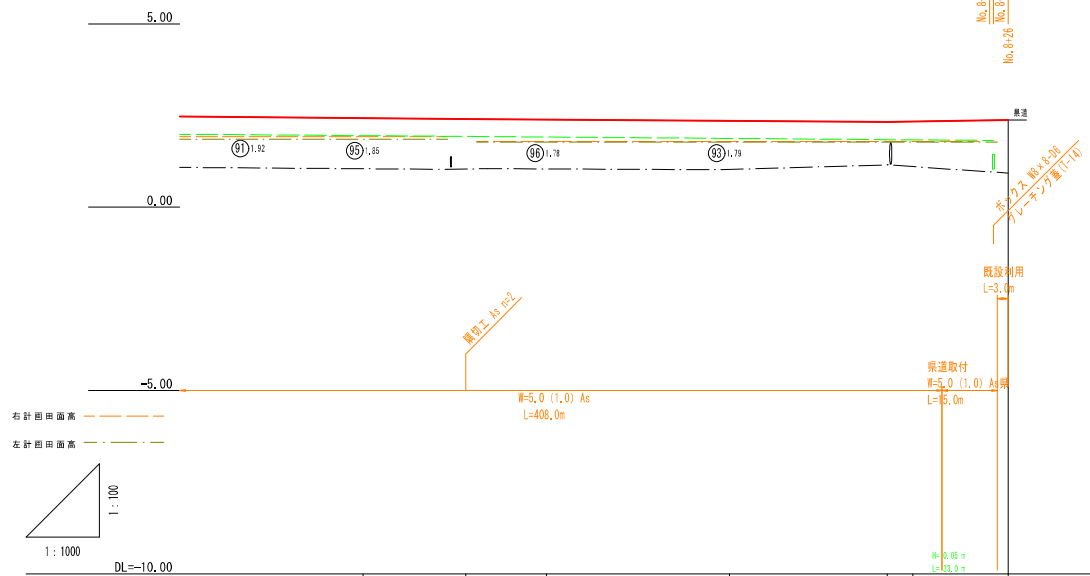 5.00
No.8+26
県道
91 1.92
95 1.85
96 1.78
93 1.79
0.00
ボックス W8×8-D6
グレーチング蓋(T-14)
既設利用
L=3.0m
隅切工 As n=2
県道取付
W=5.0 (1.0) As県
L=15.0m
-5.00
W=5.0 (1.0) As
L=408.0m
右計画田面高
左計画田面高
1:100
1:1000
DL=-10.00